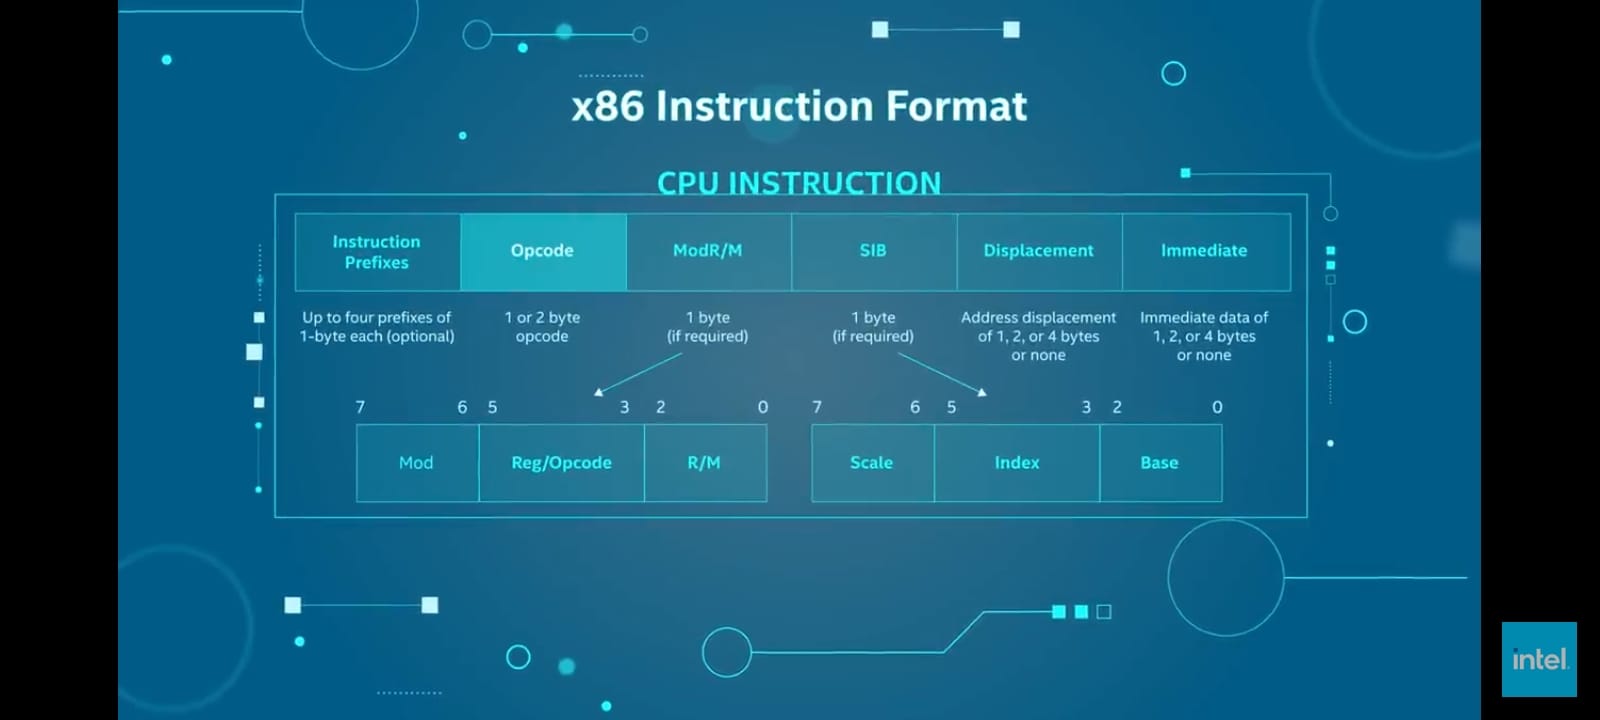 x86 Instruction Format
CPU INSTRUCTION
Instruction
Prefixes
Opcode
ModR/M
SIB
Displacement
Immediate
Up to four prefixes of
1-byte each (optional)
1 or 2 byte
opcode
1 byte
(if required)
1 byte
(if required)
Address displacement
of 1, 2, or 4 bytes
or none
Immediate data of
1, 2, or 4 bytes
or none
7 6 5 3 2 0
Mod Reg/Opcode R/M
7 6 5 3 2 0
Scale Index Base
intel.